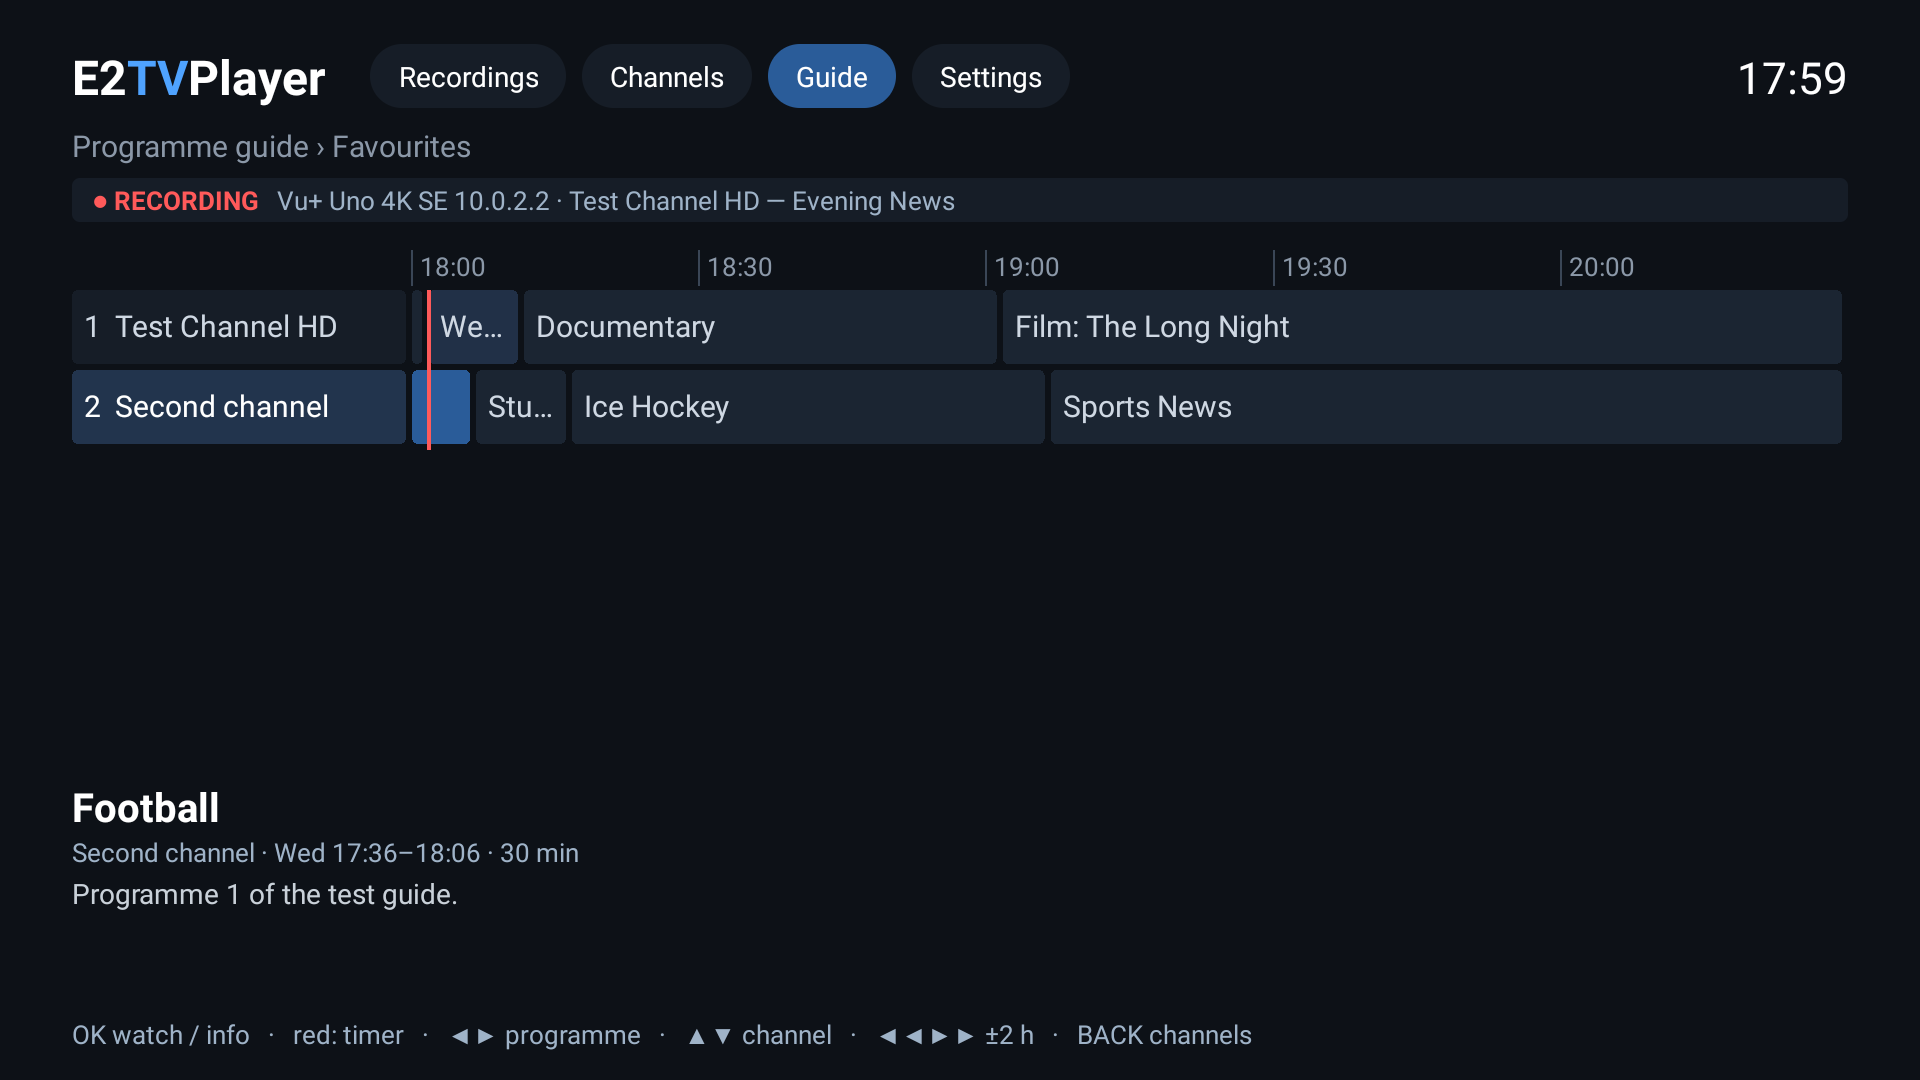 E2TVPlayer Recordings Channels Guide Settings 17:59
Programme guide › Favourites
● RECORDING Vu+ Uno 4K SE 10.0.2.2 · Test Channel HD — Evening News
18:00 18:30 19:00 19:30 20:00
1 Test Channel HD We... Documentary Film: The Long Night
2 Second channel Stu... Ice Hockey Sports News
Football
Second channel · Wed 17:36–18:06 · 30 min
Programme 1 of the test guide.
OK watch / info · red: timer · ◄ ► programme · ▲▼ channel · ◄◄►► ±2 h · BACK channels